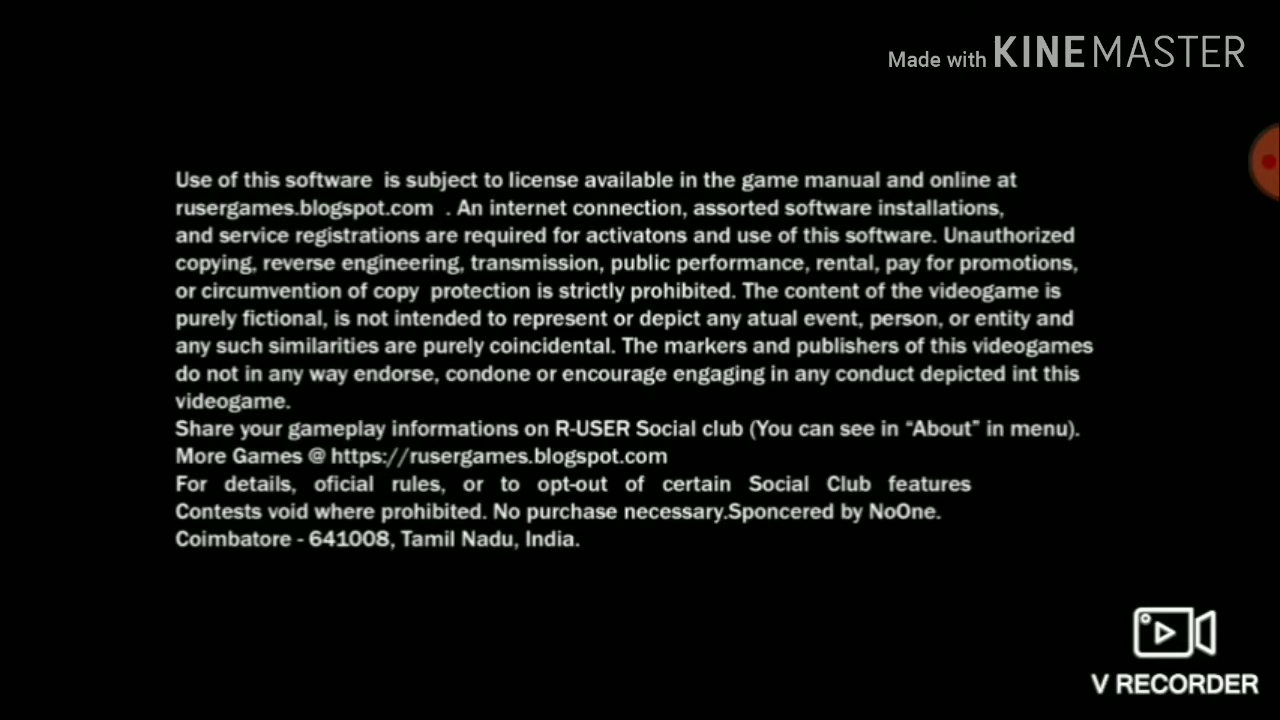 Made with KINEMASTER
Use of this software is subject to license available in the game manual and online at
rusergames.blogspot.com . An internet connection, assorted software installations,
and service registrations are required for activatons and use of this software. Unauthorized
copying, reverse engineering, transmission, public performance, rental, pay for promotions,
or circumvention of copy protection is strictly prohibited. The content of the videogame is
purely fictional, is not intended to represent or depict any atual event, person, or entity and
any such similarities are purely coincidental. The markers and publishers of this videogames
do not in any way endorse, condone or encourage engaging in any conduct depicted int this
videogame.
Share your gameplay informations on R-USER Social club (You can see in “About” in menu).
More Games @ https://rusergames.blogspot.com
For details, oficial rules, or to opt-out of certain Social Club features
Contests void where prohibited. No purchase necessary.Sponcered by NoOne.
Coimbatore - 641008, Tamil Nadu, India.
V RECORDER